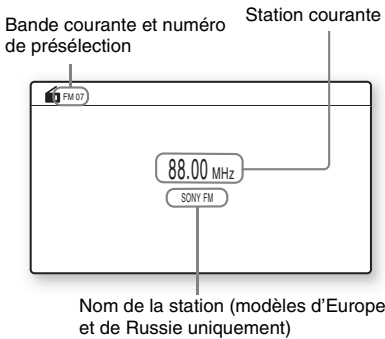 Bande courante et numéro
de présélection
Station courante
FM 07
88.00 MHz
SONY FM
Nom de la station (modèles d’Europe
et de Russie uniquement)